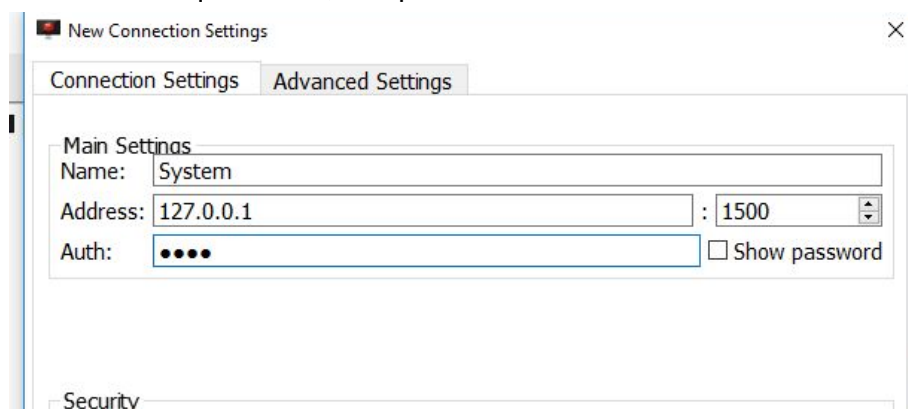 New Connection Settings
Connection Settings Advanced Settings
Main Settings
Name: System
Address: 127.0.0.1 : 1500
Auth: ●●●● Show password
Security